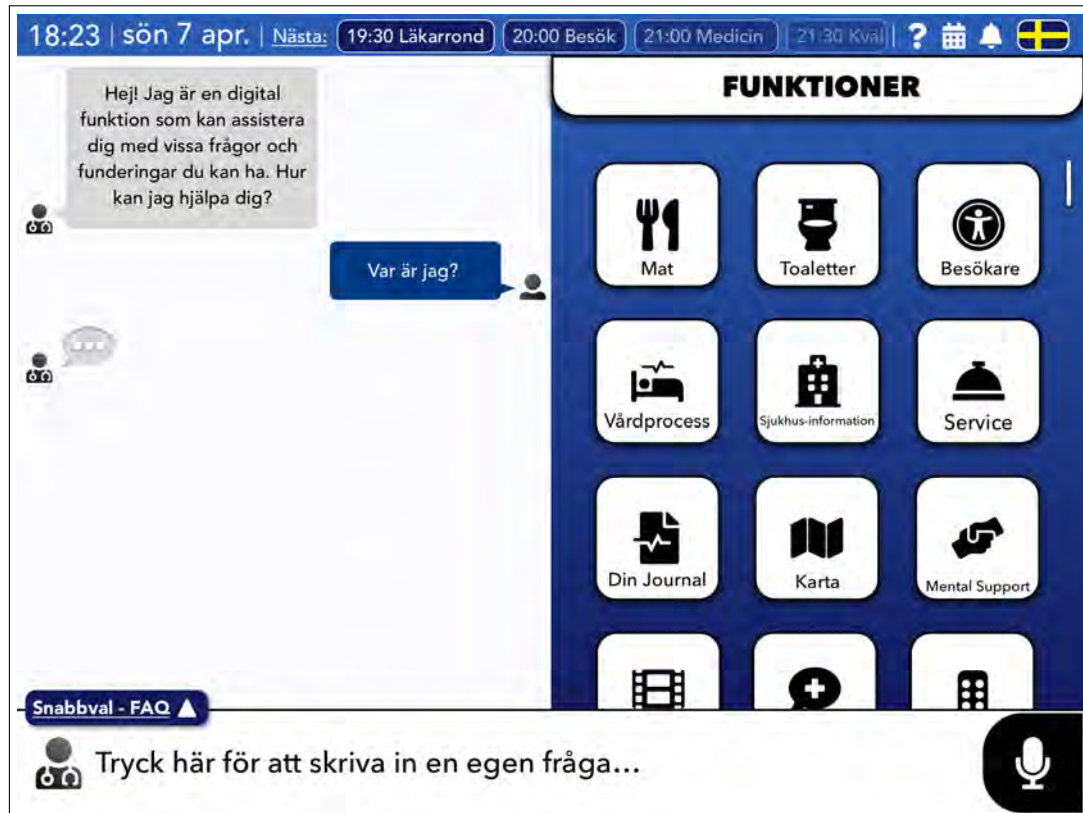 18:23 | sön 7 apr. | Nästa: 19:30 Läkarrond 20:00 Besök 21:00 Medicin 21:30 Kväl ?
Hej! Jag är en digital
funktion som kan assistera
dig med vissa frågor och
funderingar du kan ha. Hur
kan jag hjälpa dig?
Var är jag?
FUNKTIONER
Mat Toaletter Besökare
Vårdprocess Sjukhus-information Service
Din Journal Karta Mental Support
Snabbval - FAQ
Tryck här för att skriva in en egen fråga...